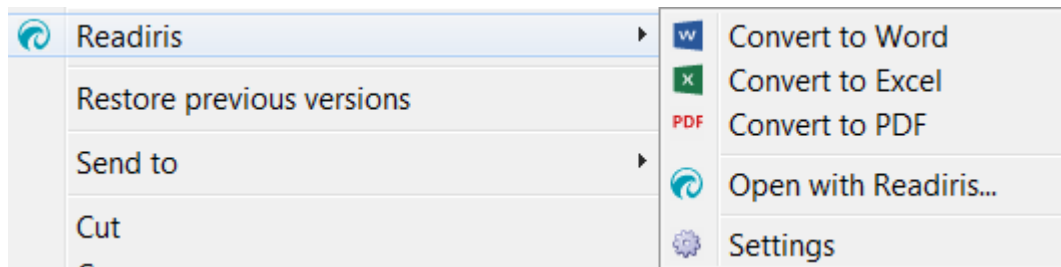 Readiris
Restore previous versions
Send to
Cut
W Convert to Word
X Convert to Excel
PDF Convert to PDF
Open with Readiris...
Settings